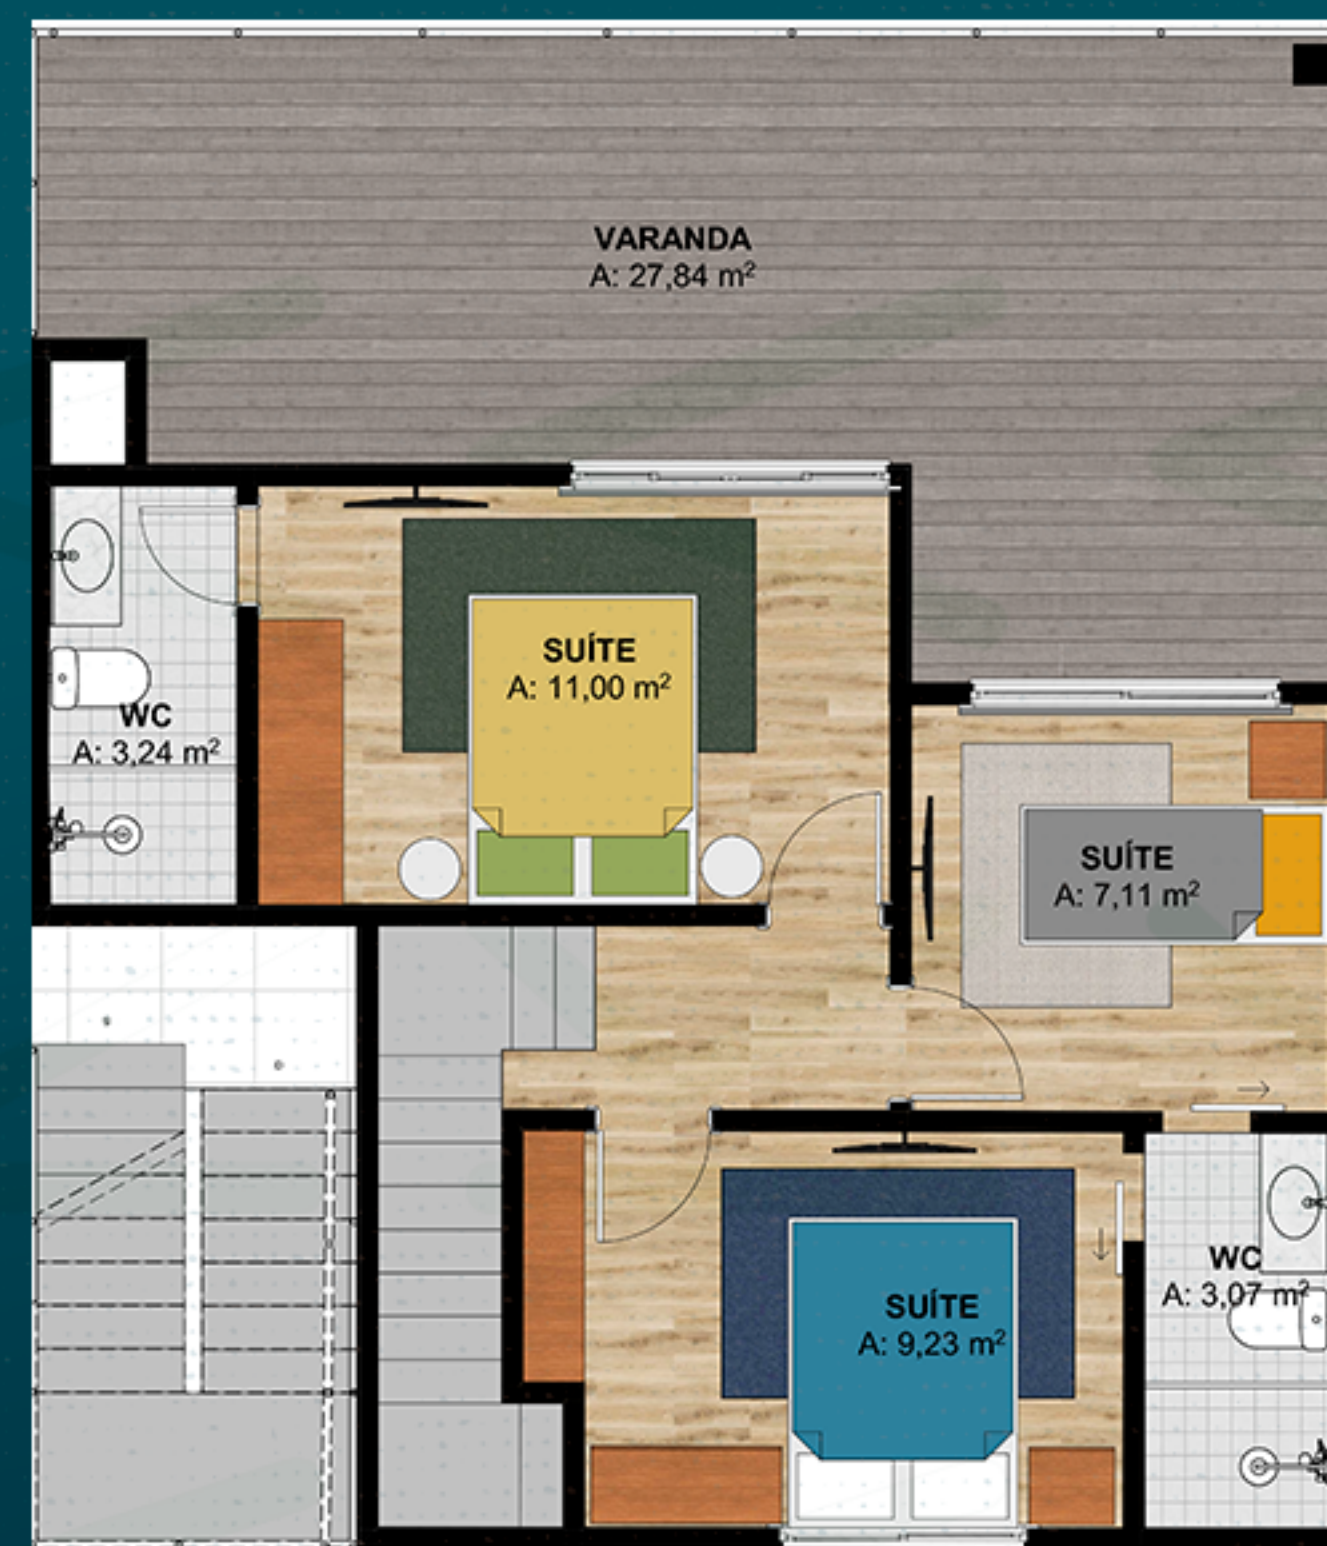 VARANDA
A: 27,84 m²
SUÍTE
A: 11,00 m²
WC
A: 3,24 m²
SUÍTE
A: 7,11 m²
WC
A: 3,07 m²
SUÍTE
A: 9,23 m²